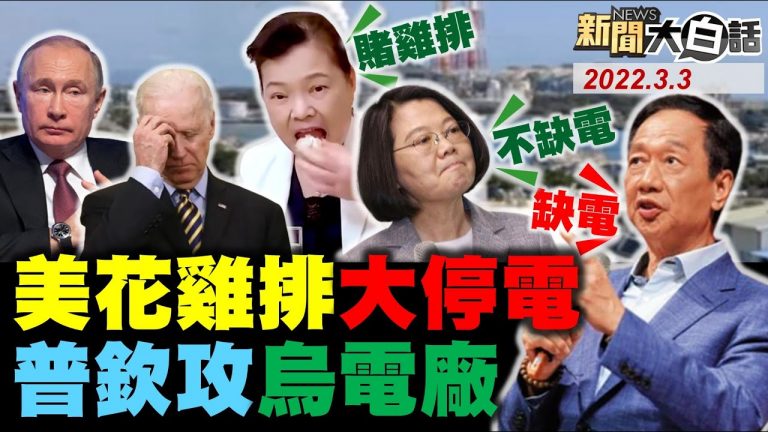 NEWS
新聞大白話
2022.3.3
賭雞排
不缺電
缺電
美花雞排大停電
普欽攻烏電廠